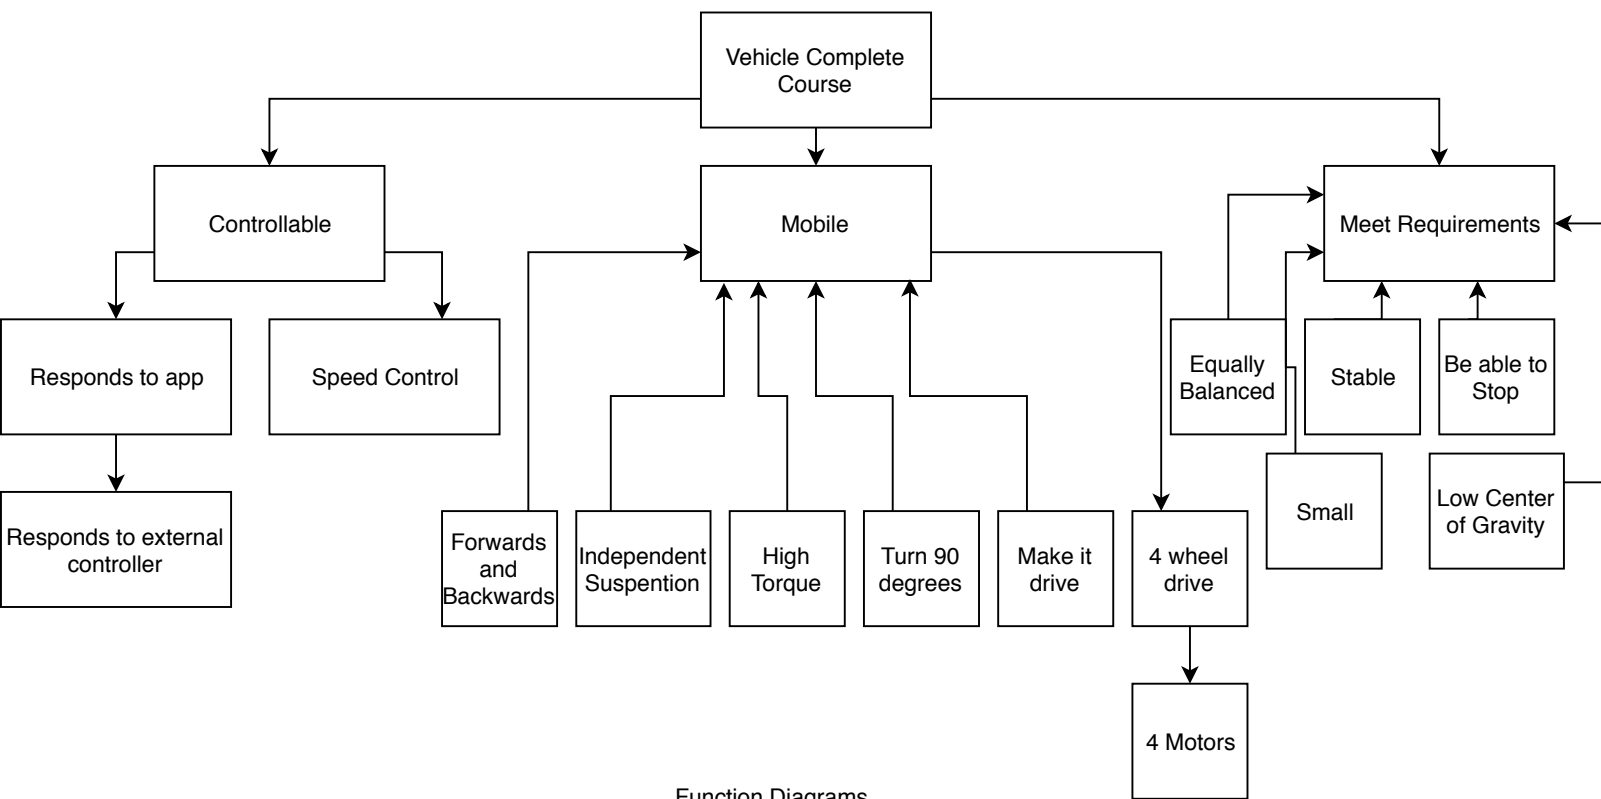 Vehicle Complete
Course
Controllable
Mobile
Meet Requirements
Responds to app
Speed Control
Equally
Balanced
Stable
Be able to
Stop
Responds to external
controller
Forwards
and
Backwards
Independent
Suspention
High
Torque
Turn 90
degrees
Make it
drive
4 wheel
drive
Small
Low Center
of Gravity
4 Motors
Function Diagrams